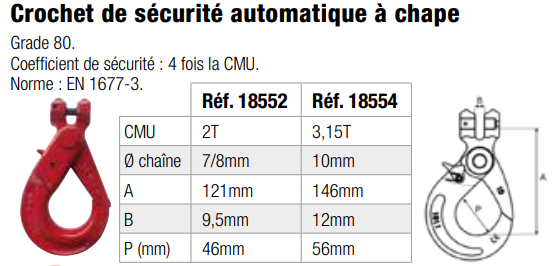 Crochet de sécurité automatique à chape
Grade 80.
Coefficient de sécurité : 4 fois la CMU.
Norme : EN 1677-3.
Réf. 18552 Réf. 18554
CMU 2T 3,15T
Ø chaîne 7/8mm 10mm
A 121mm 146mm
B 9,5mm 12mm
P (mm) 46mm 56mm
B
A
P
CE